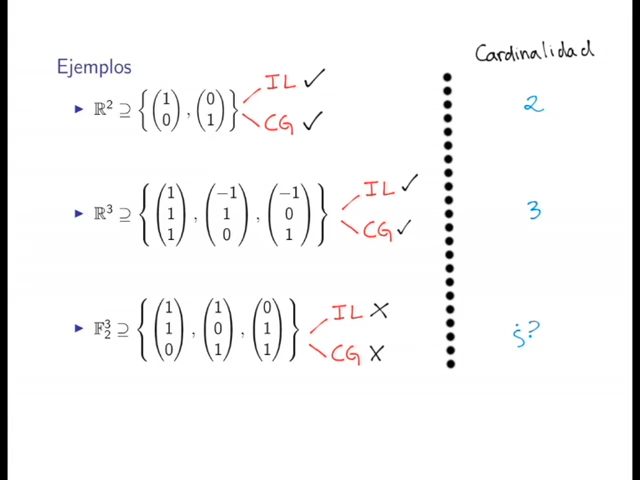 Cardinalidad
Ejemplos
▶ ℝ² ⊇ { (1 0), (0 1) } IL ✓ CG ✓ 2
▶ ℝ³ ⊇ { (1 1 1), (−1 1 0), (−1 0 1) } IL ✓ CG ✓ 3
▶ 𝔽₂³ ⊇ { (1 1 0), (1 0 1), (0 1 1) } IL X CG X ¿?